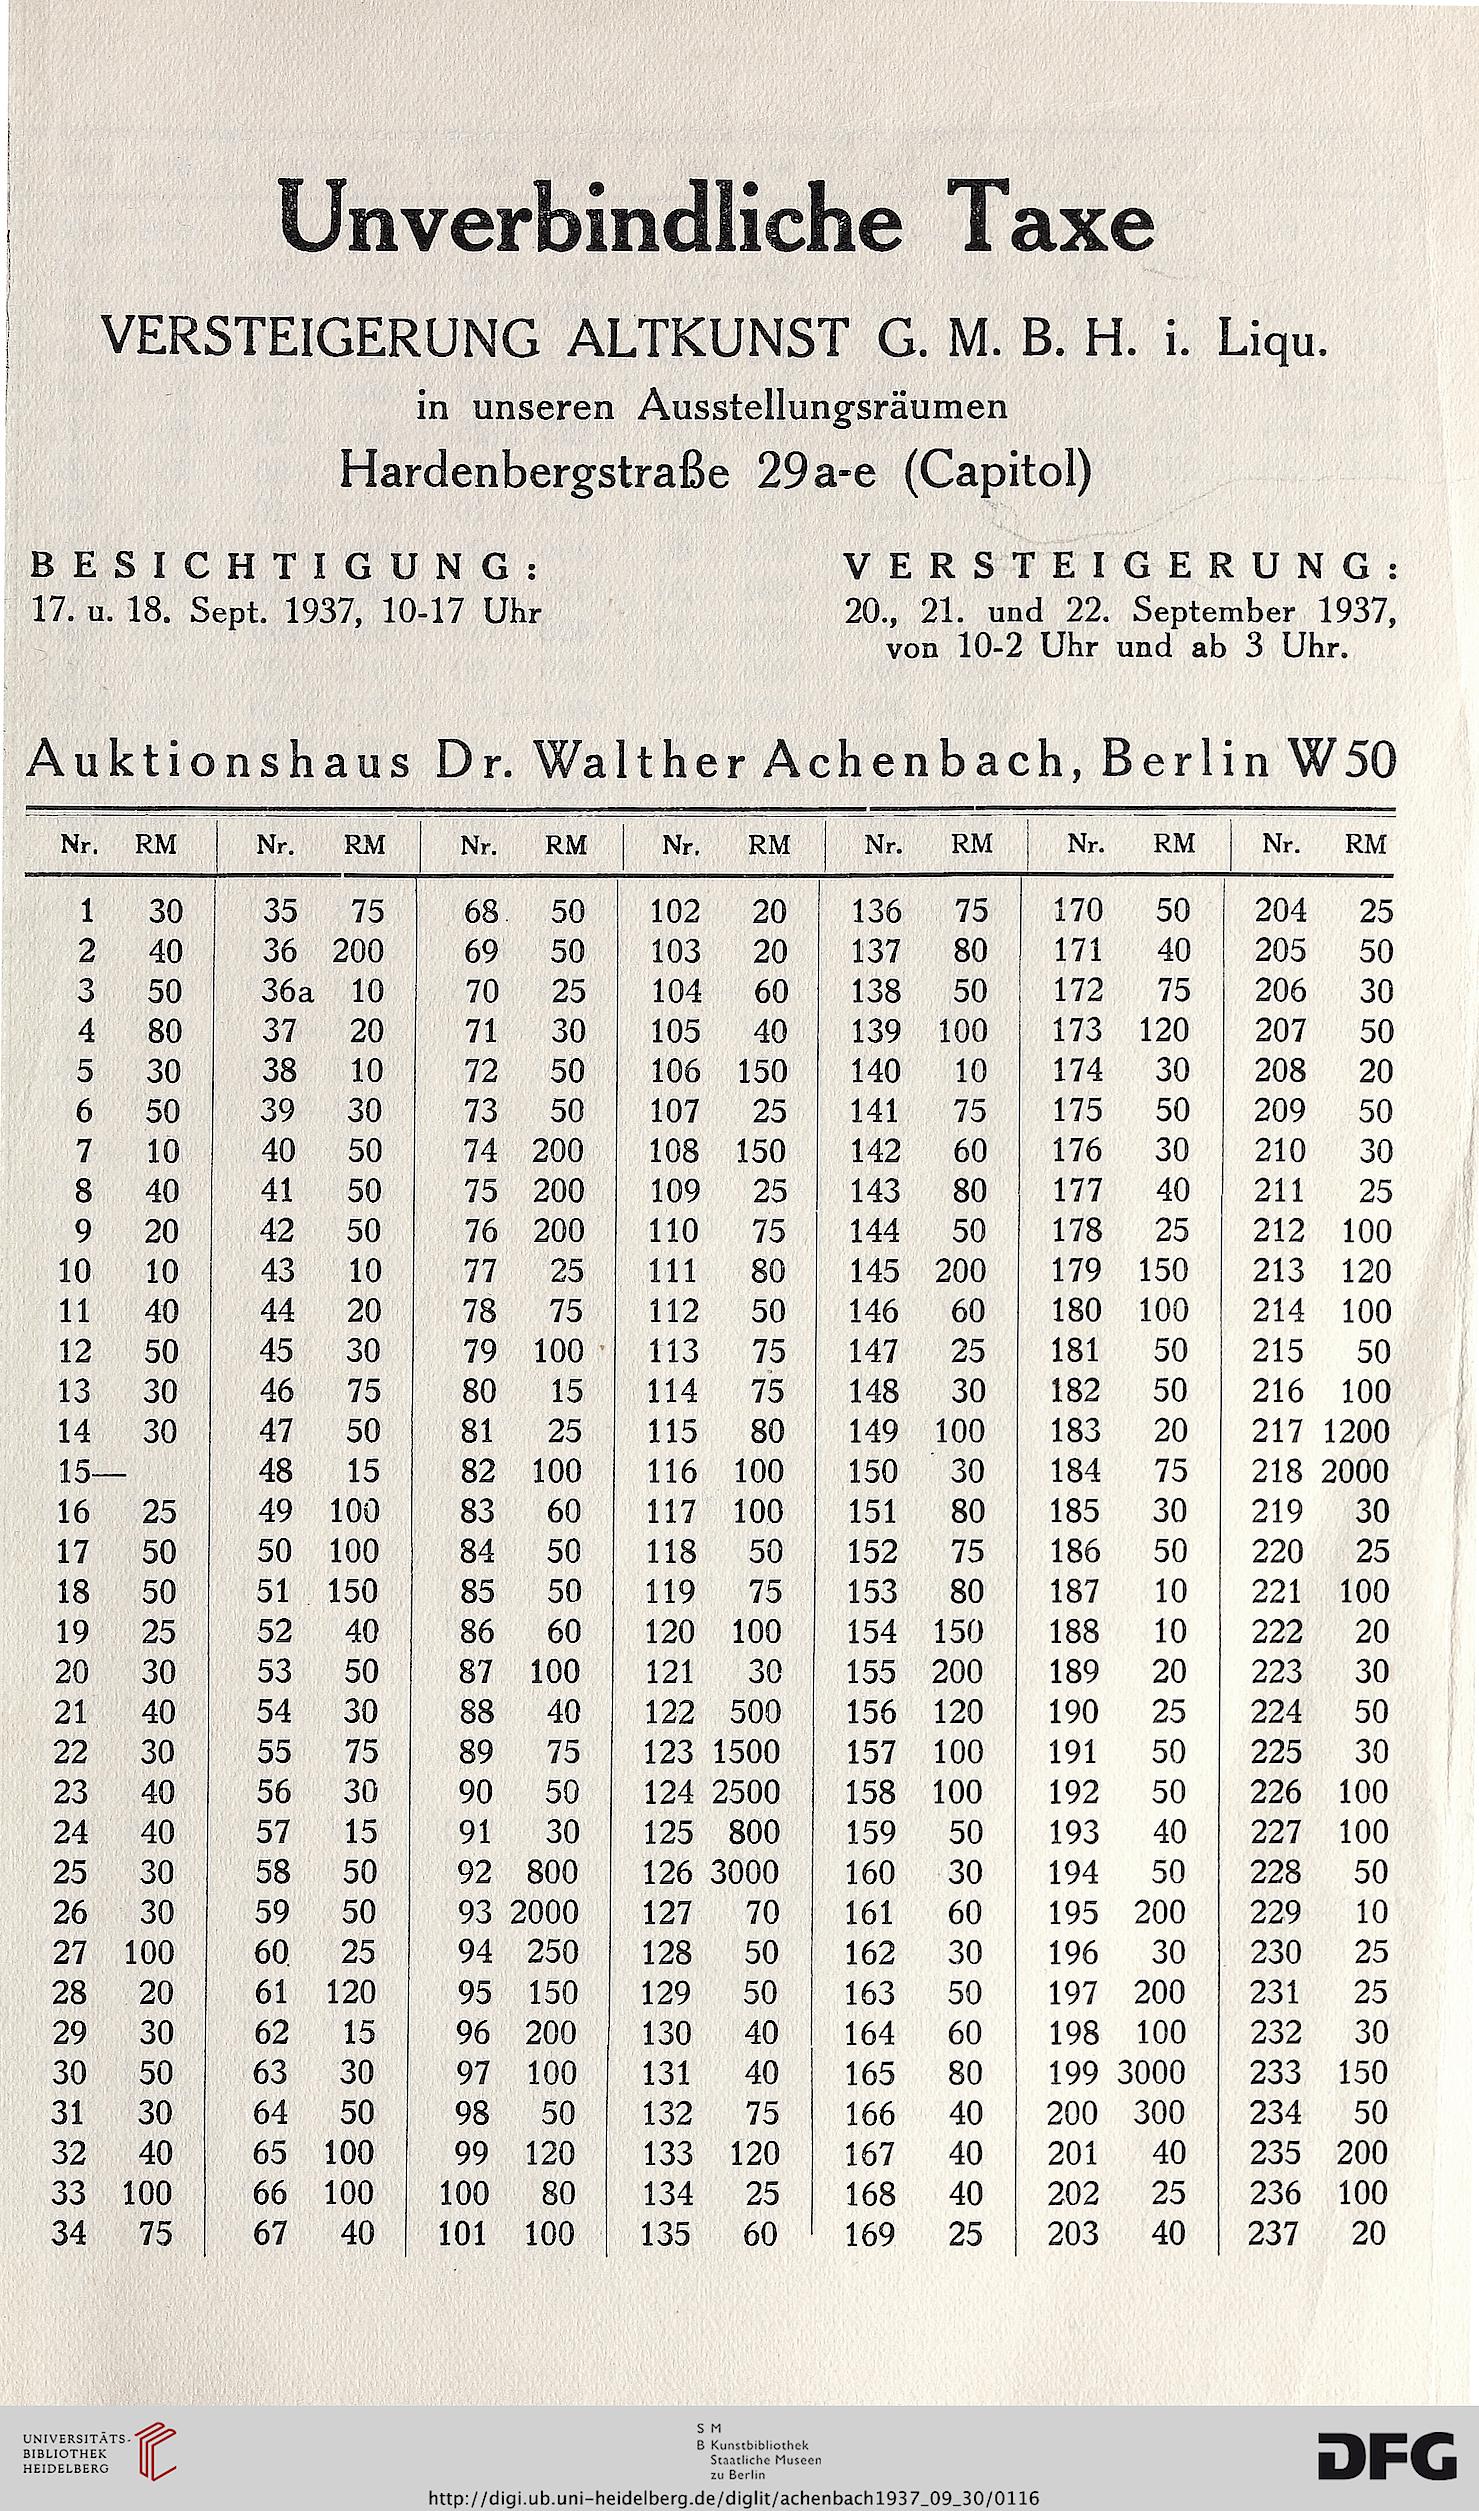 Unverbindliche Taxe
VERSTEIGERUNG ALTKUNST G. M. B. H. i. Liqu.
in unseren Ausstellungsräumen
Hardenbergstraße 29a-e (Capitol)
BESICHTIGUNG:
17. u. 18. Sept. 1937, 10-17 Uhr
VERSTEIGERUNG:
20., 21. und 22. September 1937,
von 10-2 Uhr und ab 3 Uhr.
Auktionshaus Dr. Walther Achenbach, Berlin W 50
Nr. RM Nr. RM Nr. RM Nr. RM Nr. RM Nr. RM Nr. RM
1 30 35 75 68 50 102 20 136 75 170 50 204 25
2 40 36 200 69 50 103 20 137 80 171 40 205 50
3 50 36a 10 70 25 104 60 138 50 172 75 206 30
4 80 37 20 71 30 105 40 139 100 173 120 207 50
5 30 38 10 72 50 106 150 140 10 174 30 208 20
6 50 39 30 73 50 107 25 141 75 175 50 209 50
7 10 40 50 74 200 108 150 142 60 176 30 210 30
8 40 41 50 75 200 109 25 143 80 177 40 211 25
9 20 42 50 76 200 110 75 144 50 178 25 212 100
10 10 43 10 77 25 111 80 145 200 179 150 213 120
11 40 44 20 78 75 112 50 146 60 180 100 214 100
12 50 45 30 79 100 113 75 147 25 181 50 215 50
13 30 46 75 80 15 114 75 148 30 182 50 216 100
14 30 47 50 81 25 115 80 149 100 183 20 217 1200
15— 48 15 82 100 116 100 150 30 184 75 218 2000
16 25 49 100 83 60 117 100 151 80 185 30 219 30
17 50 50 100 84 50 118 50 152 75 186 50 220 25
18 50 51 150 85 50 119 75 153 80 187 10 221 100
19 25 52 40 86 60 120 100 154 150 188 10 222 20
20 30 53 50 87 100 121 30 155 200 189 20 223 30
21 40 54 30 88 40 122 500 156 120 190 25 224 50
22 30 55 75 89 75 123 1500 157 100 191 50 225 30
23 40 56 30 90 50 124 2500 158 100 192 50 226 100
24 40 57 15 91 30 125 800 159 50 193 40 227 100
25 30 58 50 92 800 126 3000 160 30 194 50 228 50
26 30 59 50 93 2000 127 70 161 60 195 200 229 10
27 100 60 25 94 250 128 50 162 30 196 30 230 25
28 20 61 120 95 150 129 50 163 50 197 200 231 25
29 30 62 15 96 200 130 40 164 60 198 100 232 30
30 50 63 30 97 100 131 40 165 80 199 3000 233 150
31 30 64 50 98 50 132 75 166 40 200 300 234 50
32 40 65 100 99 120 133 120 167 40 201 40 235 200
33 100 66 100 100 80 134 25 168 40 202 25 236 100
34 75 67 40 101 100 135 60 169 25 203 40 237 20
UNIVERSITÄTS-
BIBLIOTHEK
HEIDELBERG
S M
B Kunstbibliothek
Staatliche Museen
zu Berlin
DFG
http://digi.ub.uni-heidelberg.de/diglit/achenbach1937_09_30/0116